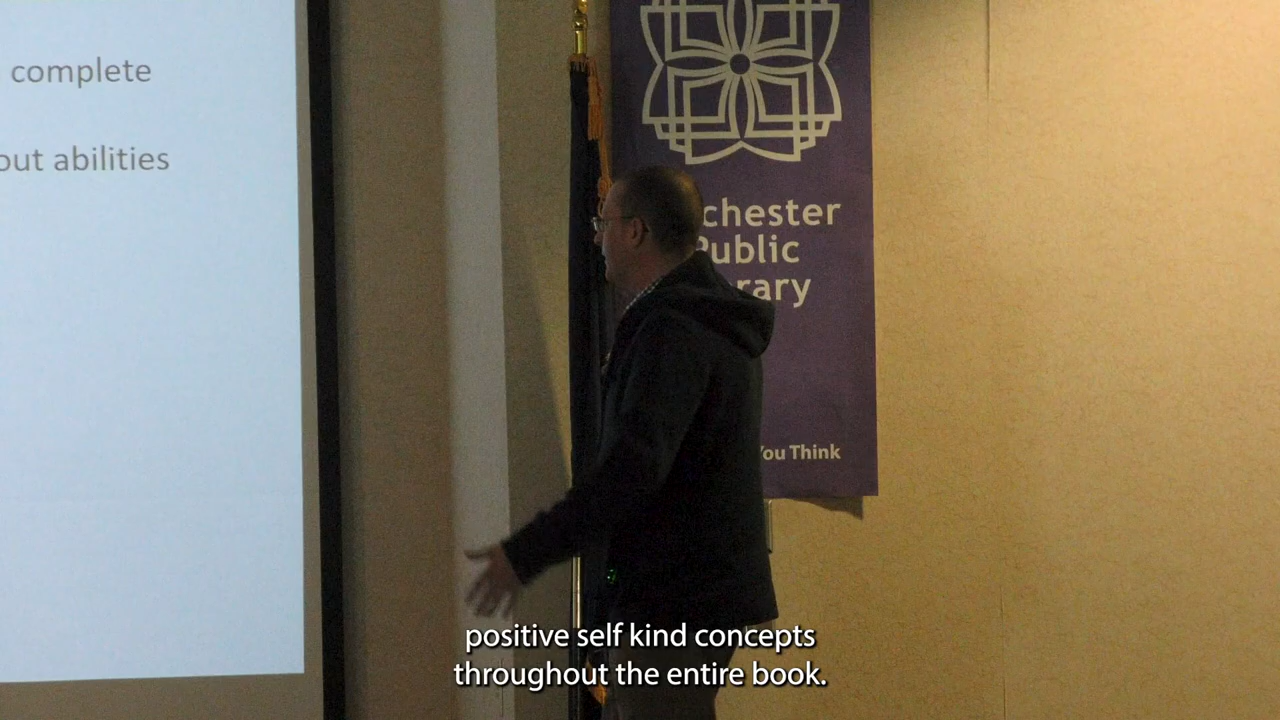 complete
out abilities
chester
Public
rary
You Think
positive self kind concepts
throughout the entire book.